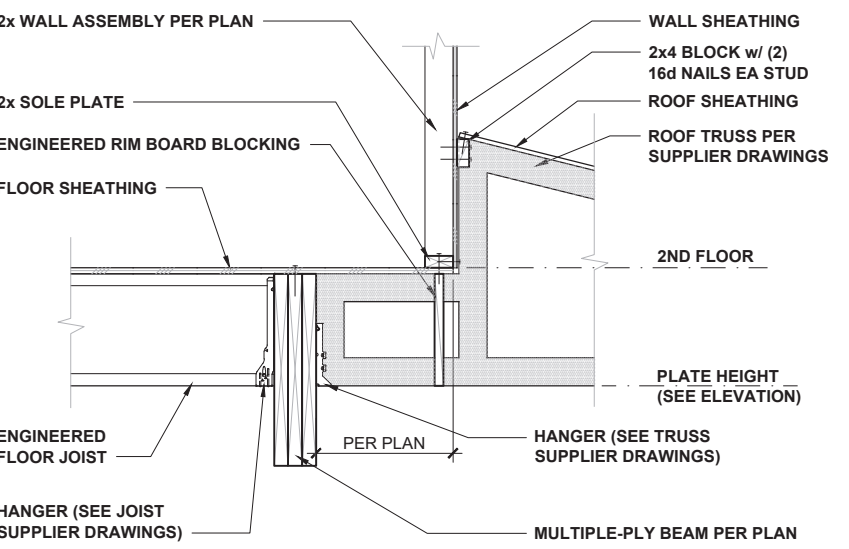 2x WALL ASSEMBLY PER PLAN
2x SOLE PLATE
ENGINEERED RIM BOARD BLOCKING
FLOOR SHEATHING
WALL SHEATHING
2x4 BLOCK w/ (2)
16d NAILS EA STUD
ROOF SHEATHING
ROOF TRUSS PER
SUPPLIER DRAWINGS
2ND FLOOR
PLATE HEIGHT
(SEE ELEVATION)
ENGINEERED
FLOOR JOIST
PER PLAN
HANGER (SEE TRUSS
SUPPLIER DRAWINGS)
HANGER (SEE JOIST
SUPPLIER DRAWINGS)
MULTIPLE-PLY BEAM PER PLAN